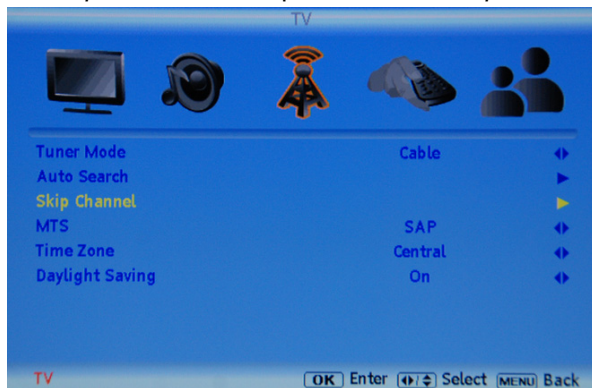 TV
Tuner Mode Cable
Auto Search
Skip Channel
MTS SAP
Time Zone Central
Daylight Saving On
TV OK Enter / Select MENU Back